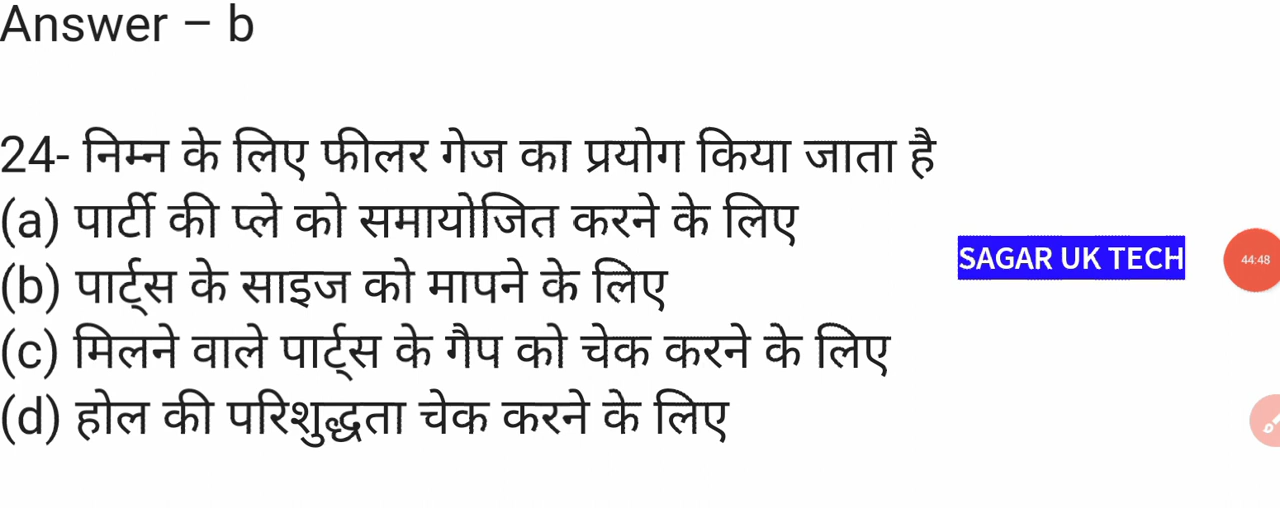 Answer – b
24- निम्न के लिए फीलर गेज का प्रयोग किया जाता है
(a) पार्टी की प्ले को समायोजित करने के लिए
(b) पार्ट्स के साइज को मापने के लिए
SAGAR UK TECH
44:48
(c) मिलने वाले पार्ट्स के गैप को चेक करने के लिए
(d) होल की परिशुद्धता चेक करने के लिए